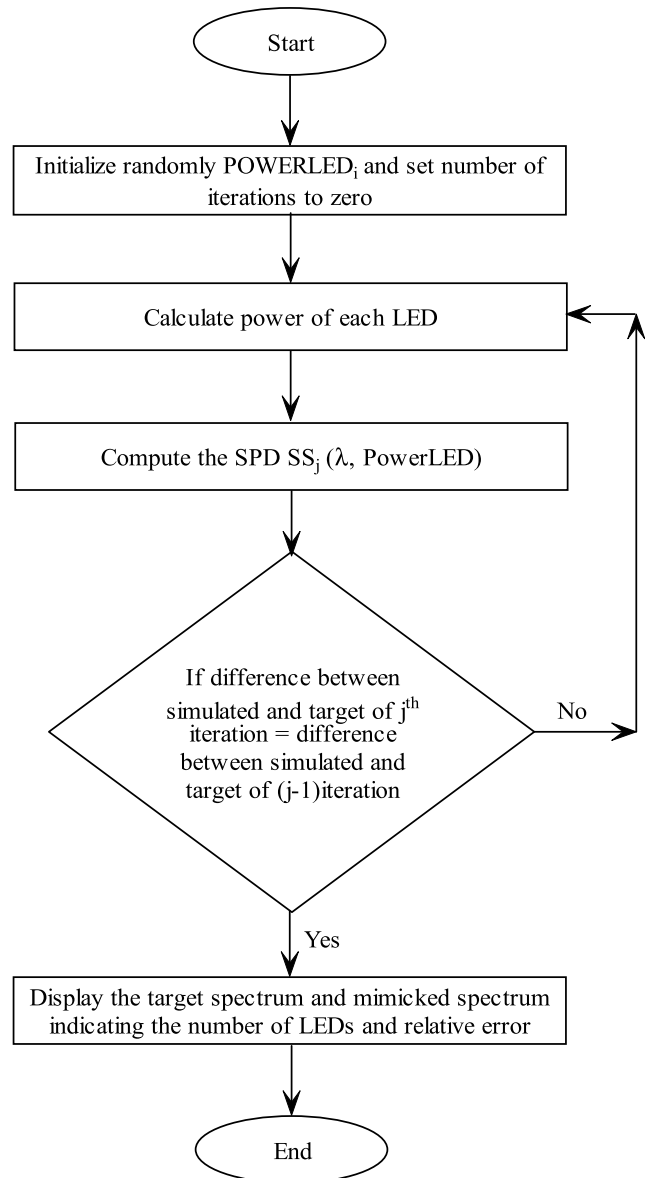 Start
Initialize randomly POWERLEDi and set number of
iterations to zero
Calculate power of each LED
Compute the SPD SSj (λ, PowerLED)
If difference between
simulated and target of jth
iteration = difference
between simulated and
target of (j-1)iteration
No
Yes
Display the target spectrum and mimicked spectrum
indicating the number of LEDs and relative error
End